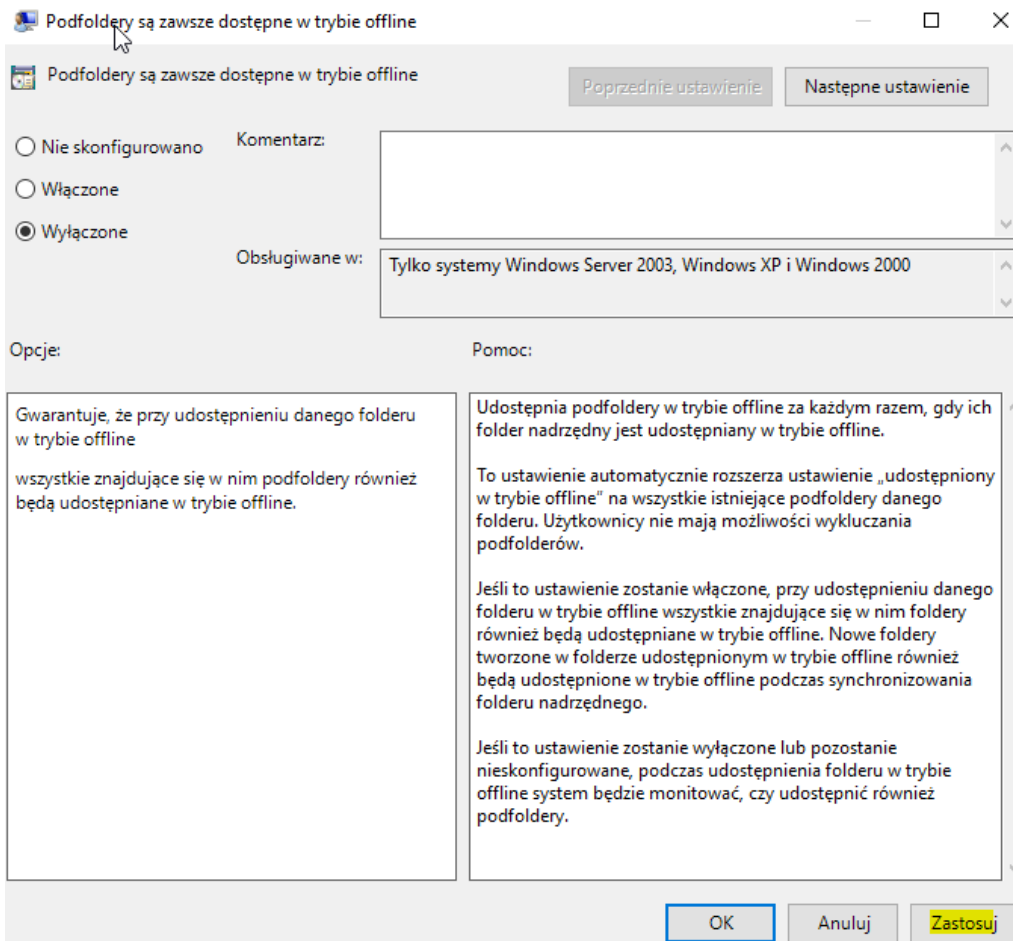 Podfoldery są zawsze dostępne w trybie offline
Podfoldery są zawsze dostępne w trybie offline
Poprzednie ustawienie
Następne ustawienie
Nie skonfigurowano
Komentarz:
Włączone
Wyłączone
Obsługiwane w:
Tylko systemy Windows Server 2003, Windows XP i Windows 2000
Opcje:
Pomoc:
Gwarantuje, że przy udostępnieniu danego folderu
w trybie offline
wszystkie znajdujące się w nim podfoldery również
będą udostępniane w trybie offline.
Udostępnia podfoldery w trybie offline za każdym razem, gdy ich
folder nadrzędny jest udostępniany w trybie offline.
To ustawienie automatycznie rozszerza ustawienie „udostępniony
w trybie offline” na wszystkie istniejące podfoldery danego
folderu. Użytkownicy nie mają możliwości wykluczania
podfolderów.
Jeśli to ustawienie zostanie włączone, przy udostępnieniu danego
folderu w trybie offline wszystkie znajdujące się w nim foldery
również będą udostępniane w trybie offline. Nowe foldery
tworzone w folderze udostępnionym w trybie offline również
będą udostępnione w trybie offline podczas synchronizowania
folderu nadrzędnego.
Jeśli to ustawienie zostanie wyłączone lub pozostanie
nieskonfigurowane, podczas udostępnienia folderu w trybie
offline system będzie monitować, czy udostępnić również
podfoldery.
OK
Anuluj
Zastosuj